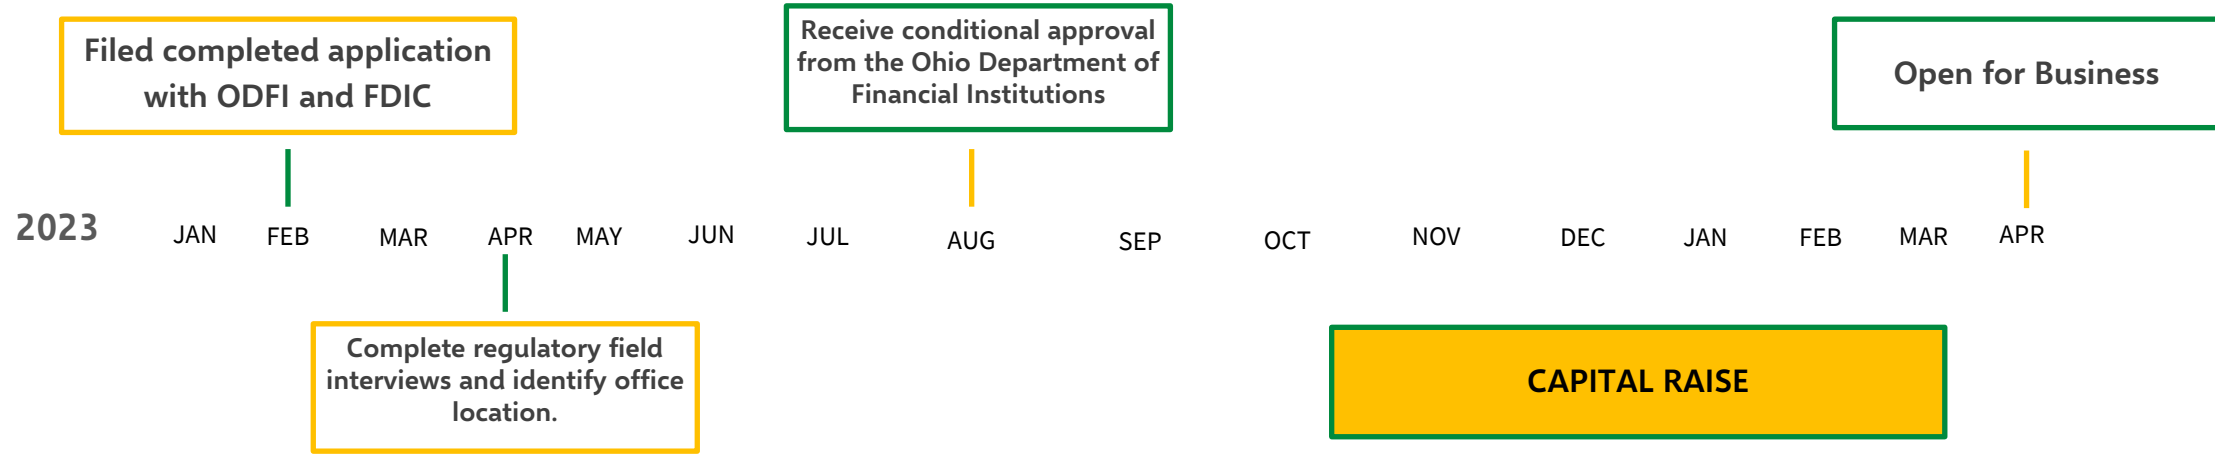 Filed completed application
with ODFI and FDIC
Receive conditional approval
from the Ohio Department of
Financial Institutions
Open for Business
2023 JAN FEB MAR APR MAY JUN JUL AUG SEP OCT NOV DEC JAN FEB MAR APR
Complete regulatory field
interviews and identify office
location.
CAPITAL RAISE